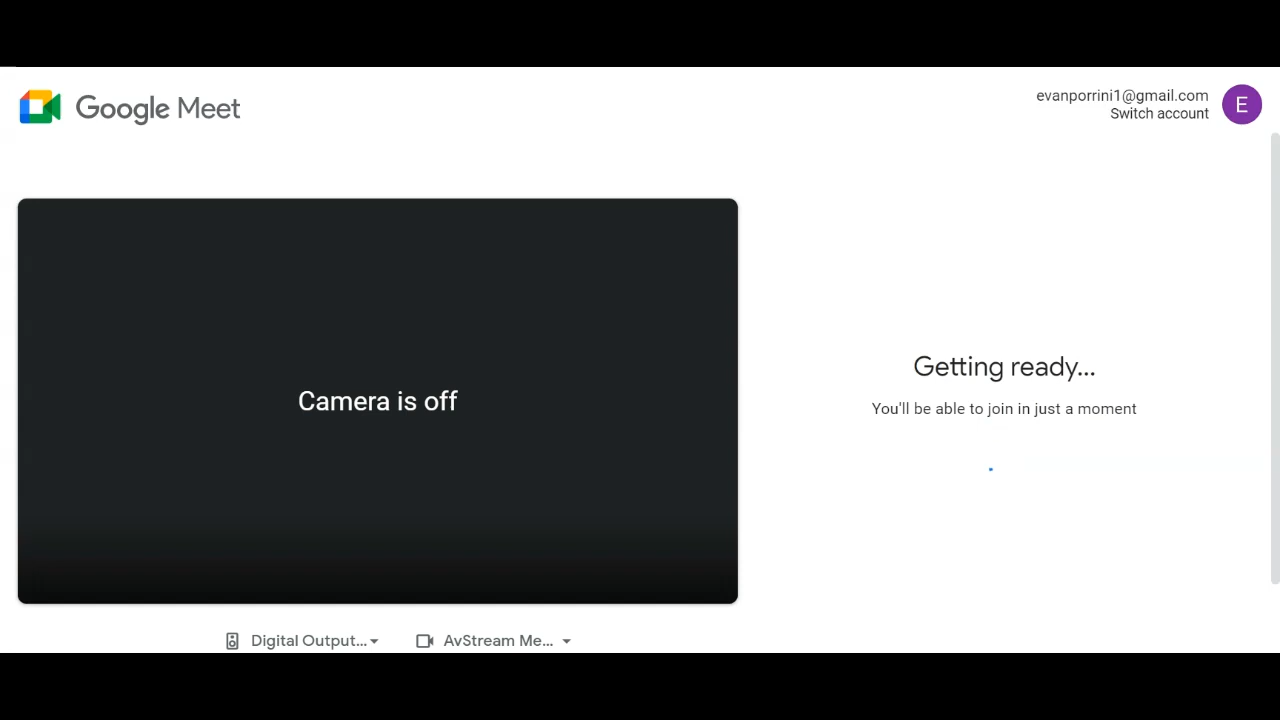 Google Meet
evanporrini1@gmail.com
Switch account
E
Camera is off
Getting ready...
You'll be able to join in just a moment
Digital Output...
AvStream Me...